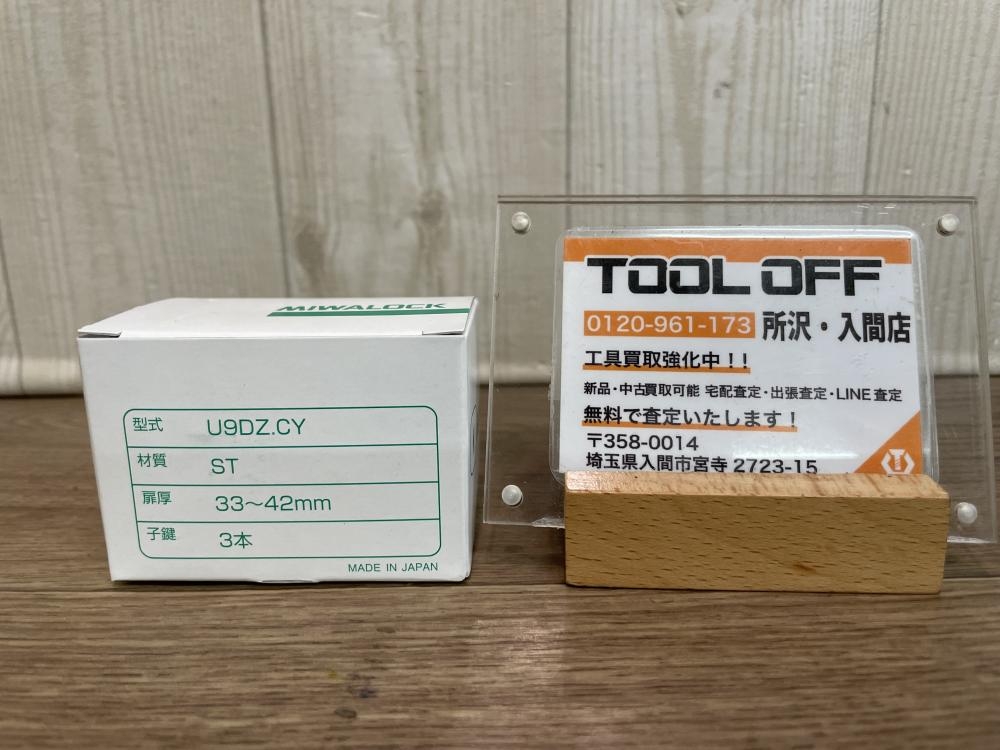 MIWALOCK
型式 U9DZ.CY
材質 ST
扉厚 33〜42mm
子鍵 3本
MADE IN JAPAN
TOOL OFF
0120-961-173 所沢・入間店
工具買取強化中！！
新品・中古買取可能 宅配査定・出張査定・LINE査定
無料で査定いたします！
〒358-0014
埼玉県入間市宮寺 2723-15